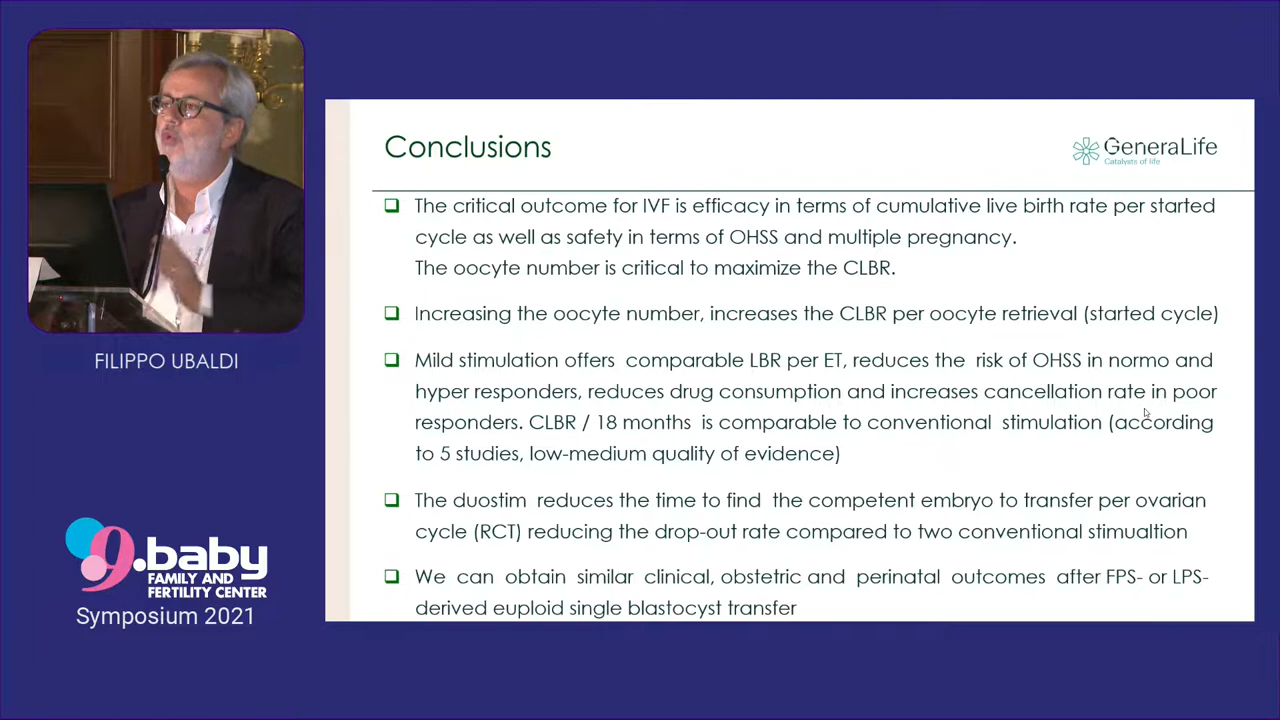 FILIPPO UBALDI
9.baby
FAMILY AND
FERTILITY CENTER
Symposium 2021
Conclusions
GeneraLife
Catalysts of life
The critical outcome for IVF is efficacy in terms of cumulative live birth rate per started
cycle as well as safety in terms of OHSS and multiple pregnancy.
The oocyte number is critical to maximize the CLBR.
Increasing the oocyte number, increases the CLBR per oocyte retrieval (started cycle)
Mild stimulation offers comparable LBR per ET, reduces the risk of OHSS in normo and
hyper responders, reduces drug consumption and increases cancellation rate in poor
responders. CLBR / 18 months is comparable to conventional stimulation (according
to 5 studies, low-medium quality of evidence)
The duostim reduces the time to find the competent embryo to transfer per ovarian
cycle (RCT) reducing the drop-out rate compared to two conventional stimualtion
We can obtain similar clinical, obstetric and perinatal outcomes after FPS- or LPS-
derived euploid single blastocyst transfer